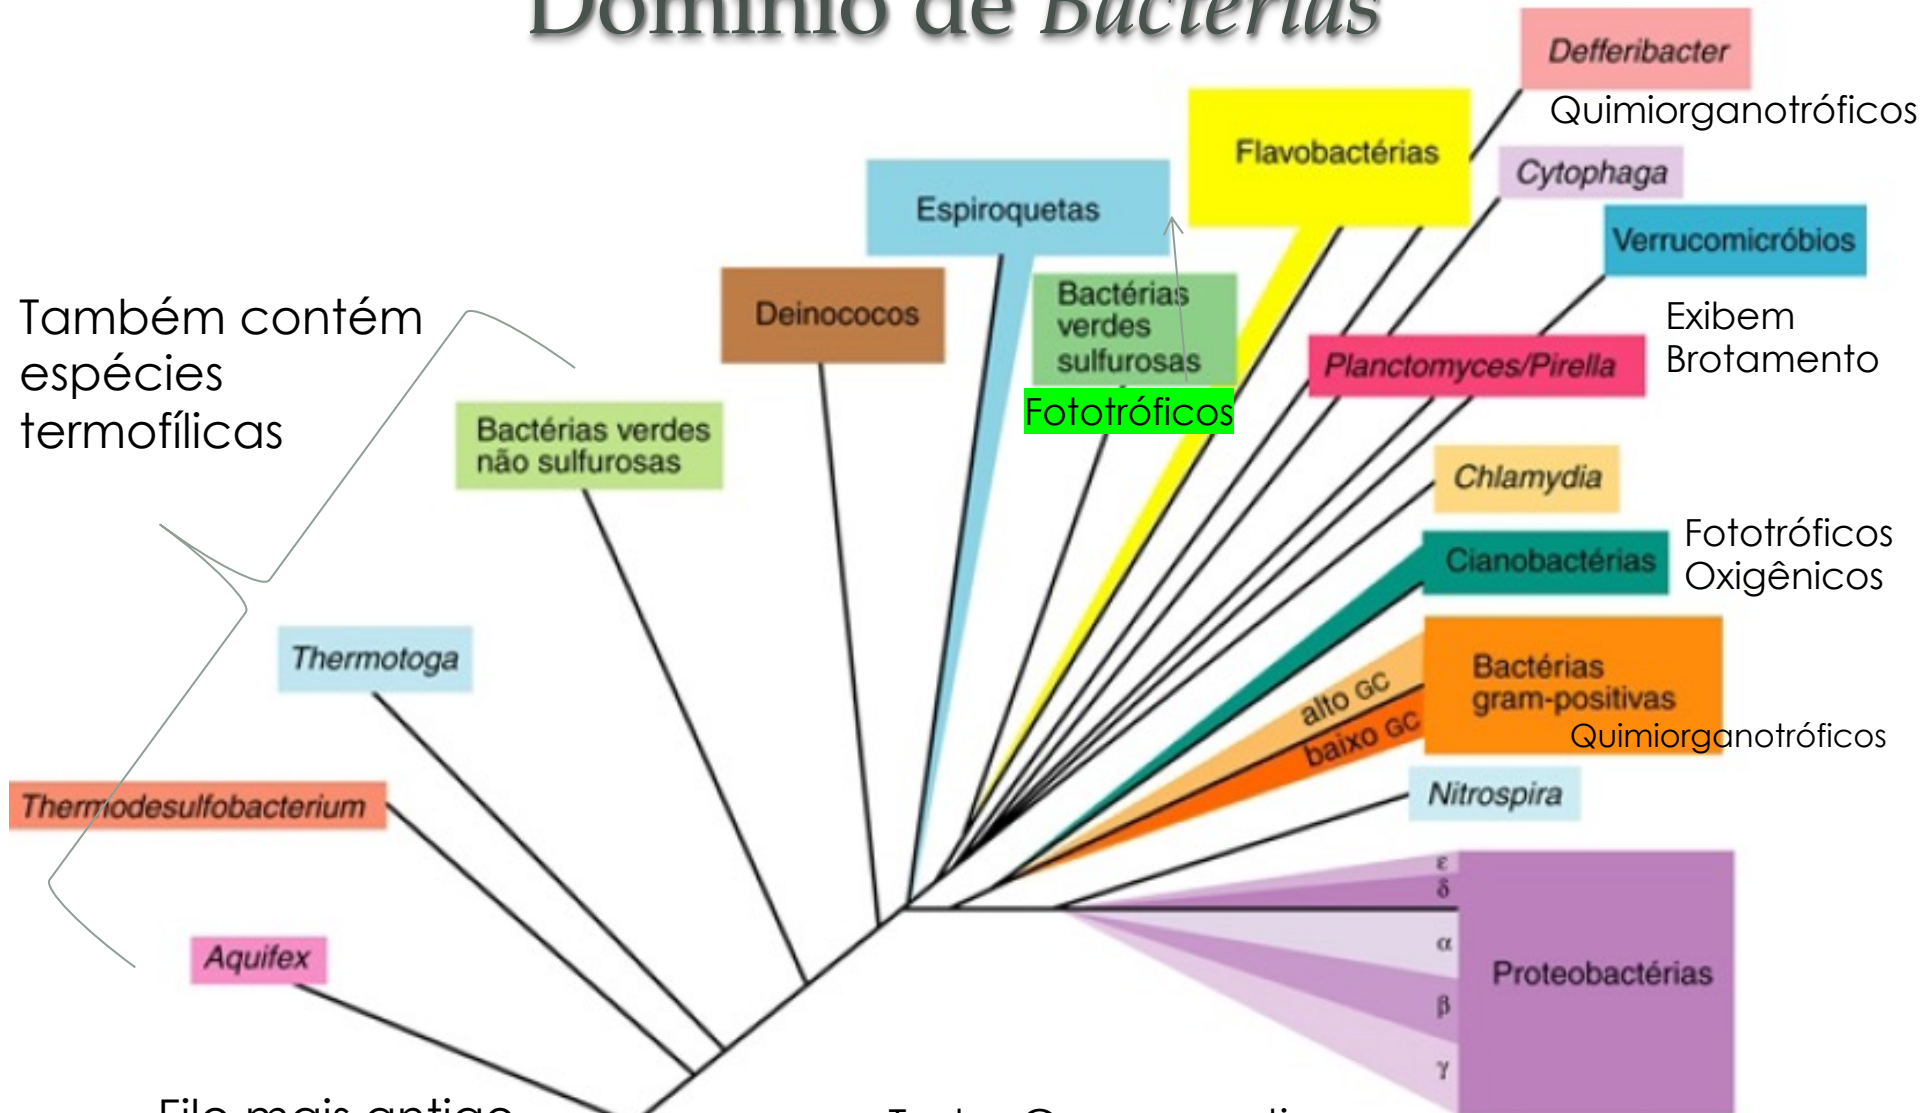 Domínio de Bactérias
Defferibacter
Quimiorganotróficos
Flavobactérias
Cytophaga
Espiroquetas
Verrucomicróbios
Deinococos
Bactérias
verdes
sulfurosas
Fototróficos
Também contém
espécies
termofílicas
Exibem
Brotamento
Planctomyces/Pirella
Bactérias verdes
não sulfurosas
Chlamydia
Fototróficos
Oxigênicos
Cianobactérias
Thermotoga
alto GC
baixo GC
Bactérias
gram-positivas
Quimiorganotróficos
Nitrospira
Thermodesulfobacterium
ε
δ
α
β
γ
Proteobactérias
Aquifex
Filo mais antigo